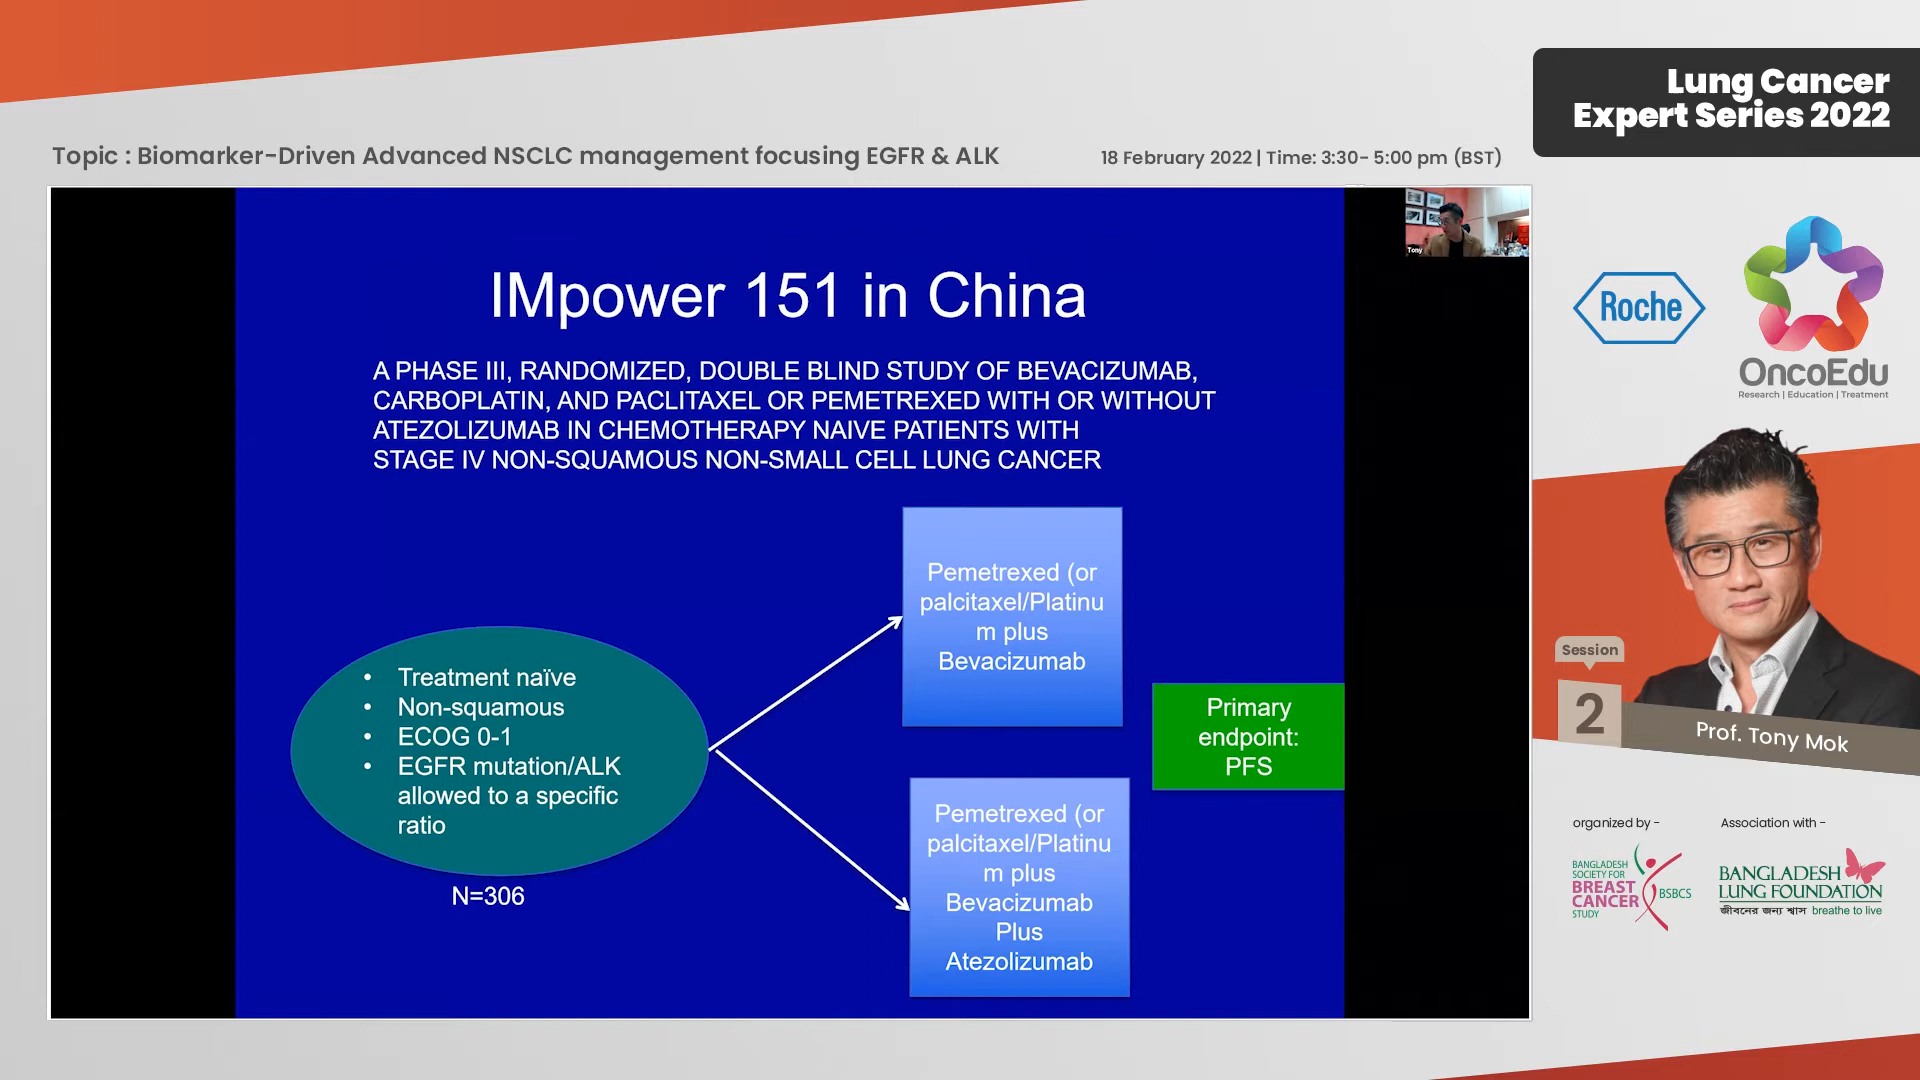 Lung Cancer
Expert Series 2022
Topic : Biomarker-Driven Advanced NSCLC management focusing EGFR & ALK
18 February 2022 | Time: 3:30- 5:00 pm (BST)
Tony
IMpower 151 in China
A PHASE III, RANDOMIZED, DOUBLE BLIND STUDY OF BEVACIZUMAB,
CARBOPLATIN, AND PACLITAXEL OR PEMETREXED WITH OR WITHOUT
ATEZOLIZUMAB IN CHEMOTHERAPY NAIVE PATIENTS WITH
STAGE IV NON-SQUAMOUS NON-SMALL CELL LUNG CANCER
• Treatment naïve
• Non-squamous
• ECOG 0-1
• EGFR mutation/ALK
allowed to a specific
ratio
N=306
Pemetrexed (or
palcitaxel/Platinu
m plus
Bevacizumab
Pemetrexed (or
palcitaxel/Platinu
m plus
Bevacizumab
Plus
Atezolizumab
Primary
endpoint:
PFS
Roche
OncoEdu
Research | Education | Treatment
Session
2
Prof. Tony Mok
organized by -
BANGLADESH
SOCIETY FOR
BREAST
CANCER
STUDY
BSBCS
Association with -
BANGLADESH
LUNG FOUNDATION
জীবনের জন্য শ্বাস breathe to live